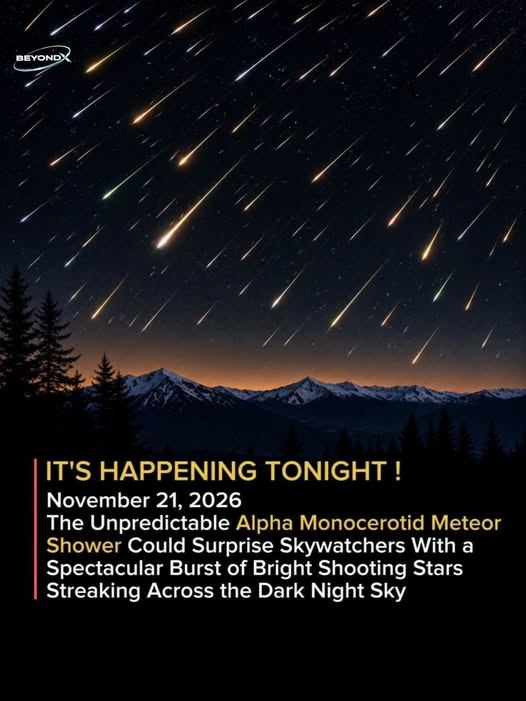 BEYONDX
IT'S HAPPENING TONIGHT !
November 21, 2026
The Unpredictable Alpha Monocerotid Meteor
Shower Could Surprise Skywatchers With a
Spectacular Burst of Bright Shooting Stars
Streaking Across the Dark Night Sky